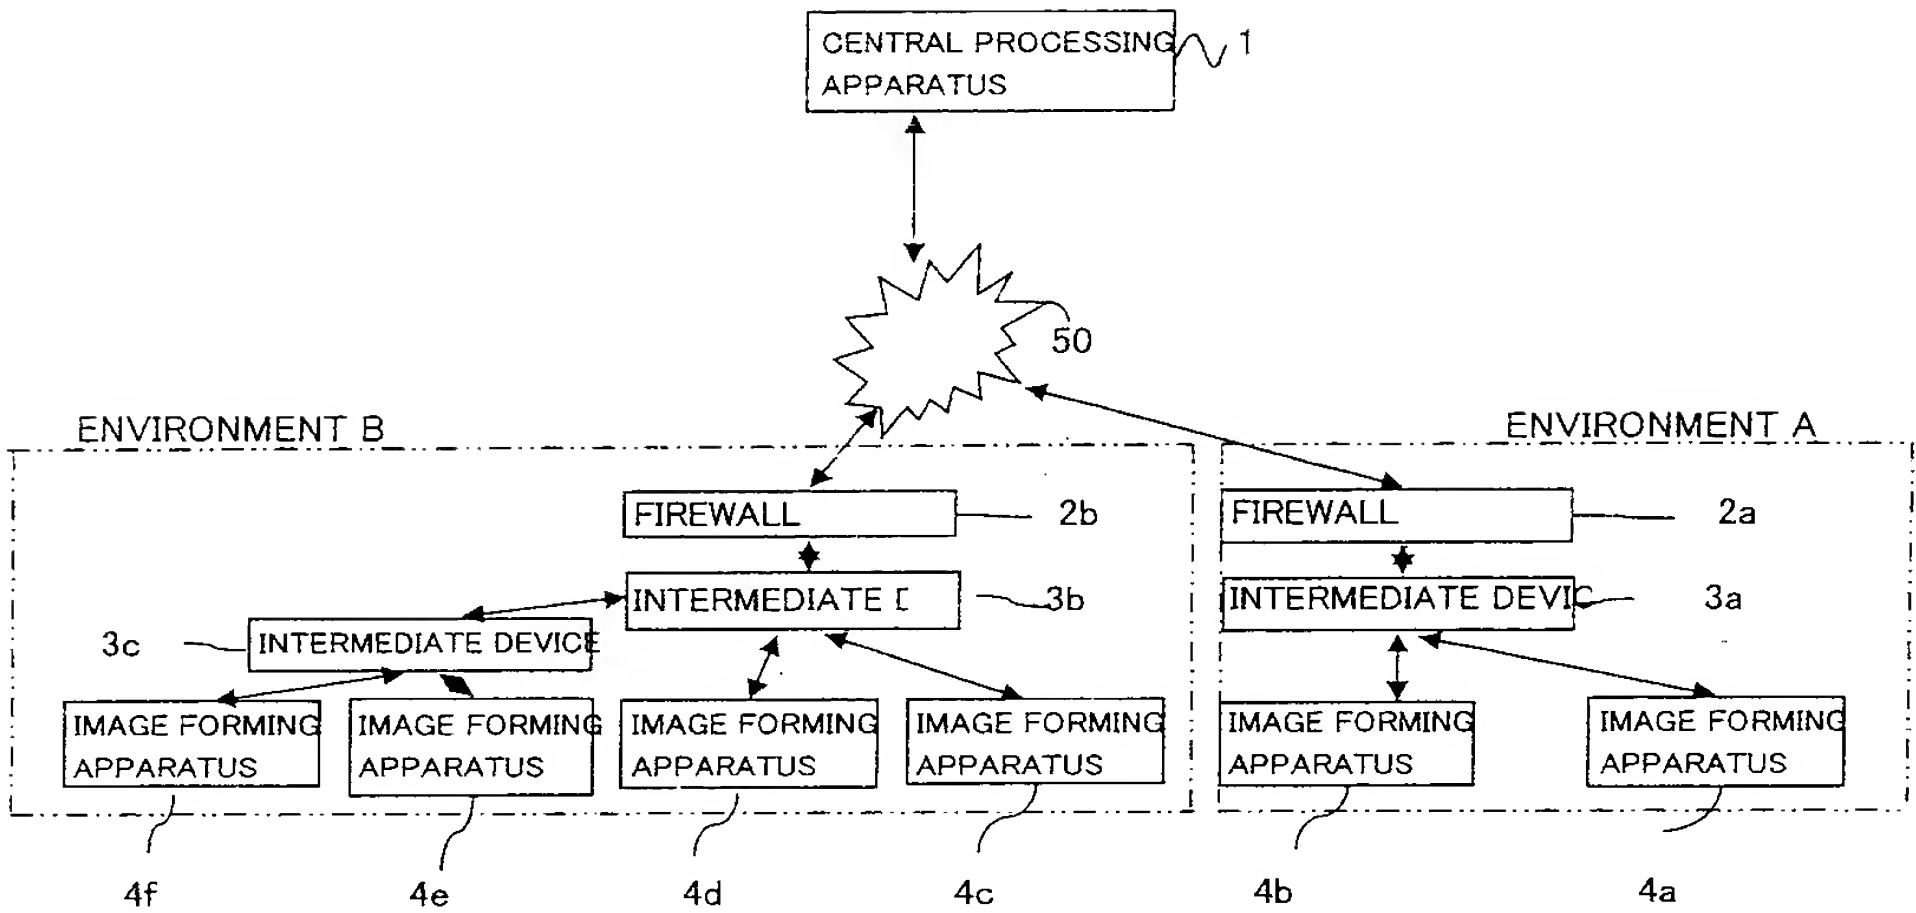 CENTRAL PROCESSING
APPARATUS
1
50
ENVIRONMENT B
ENVIRONMENT A
FIREWALL
2b
FIREWALL
2a
INTERMEDIATE D
3b
INTERMEDIATE DEVIC
3a
3c
INTERMEDIATE DEVICE
IMAGE FORMING
APPARATUS
IMAGE FORMING
APPARATUS
IMAGE FORMING
APPARATUS
IMAGE FORMING
APPARATUS
IMAGE FORMING
APPARATUS
IMAGE FORMING
APPARATUS
4f
4e
4d
4c
4b
4a